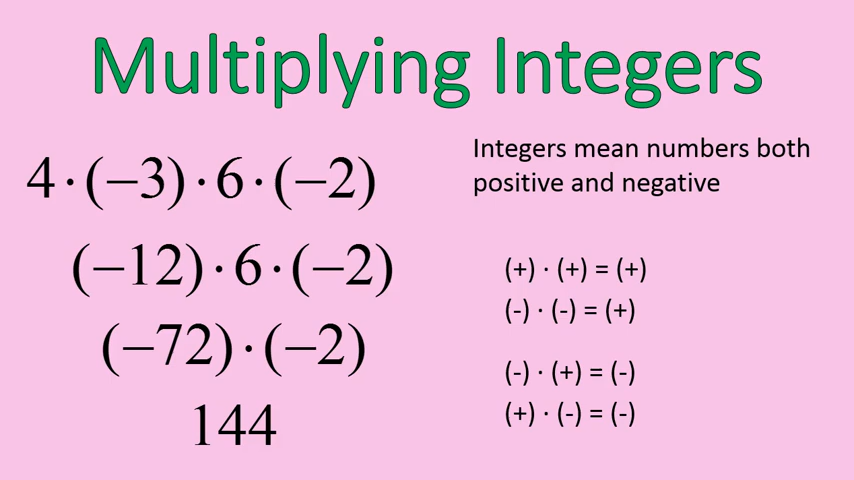 Multiplying Integers
4·(−3)·6·(−2)
(−12)·6·(−2)
(−72)·(−2)
144
Integers mean numbers both
positive and negative
(+) · (+) = (+)
(-) · (-) = (+)
(-) · (+) = (-)
(+) · (-) = (-)